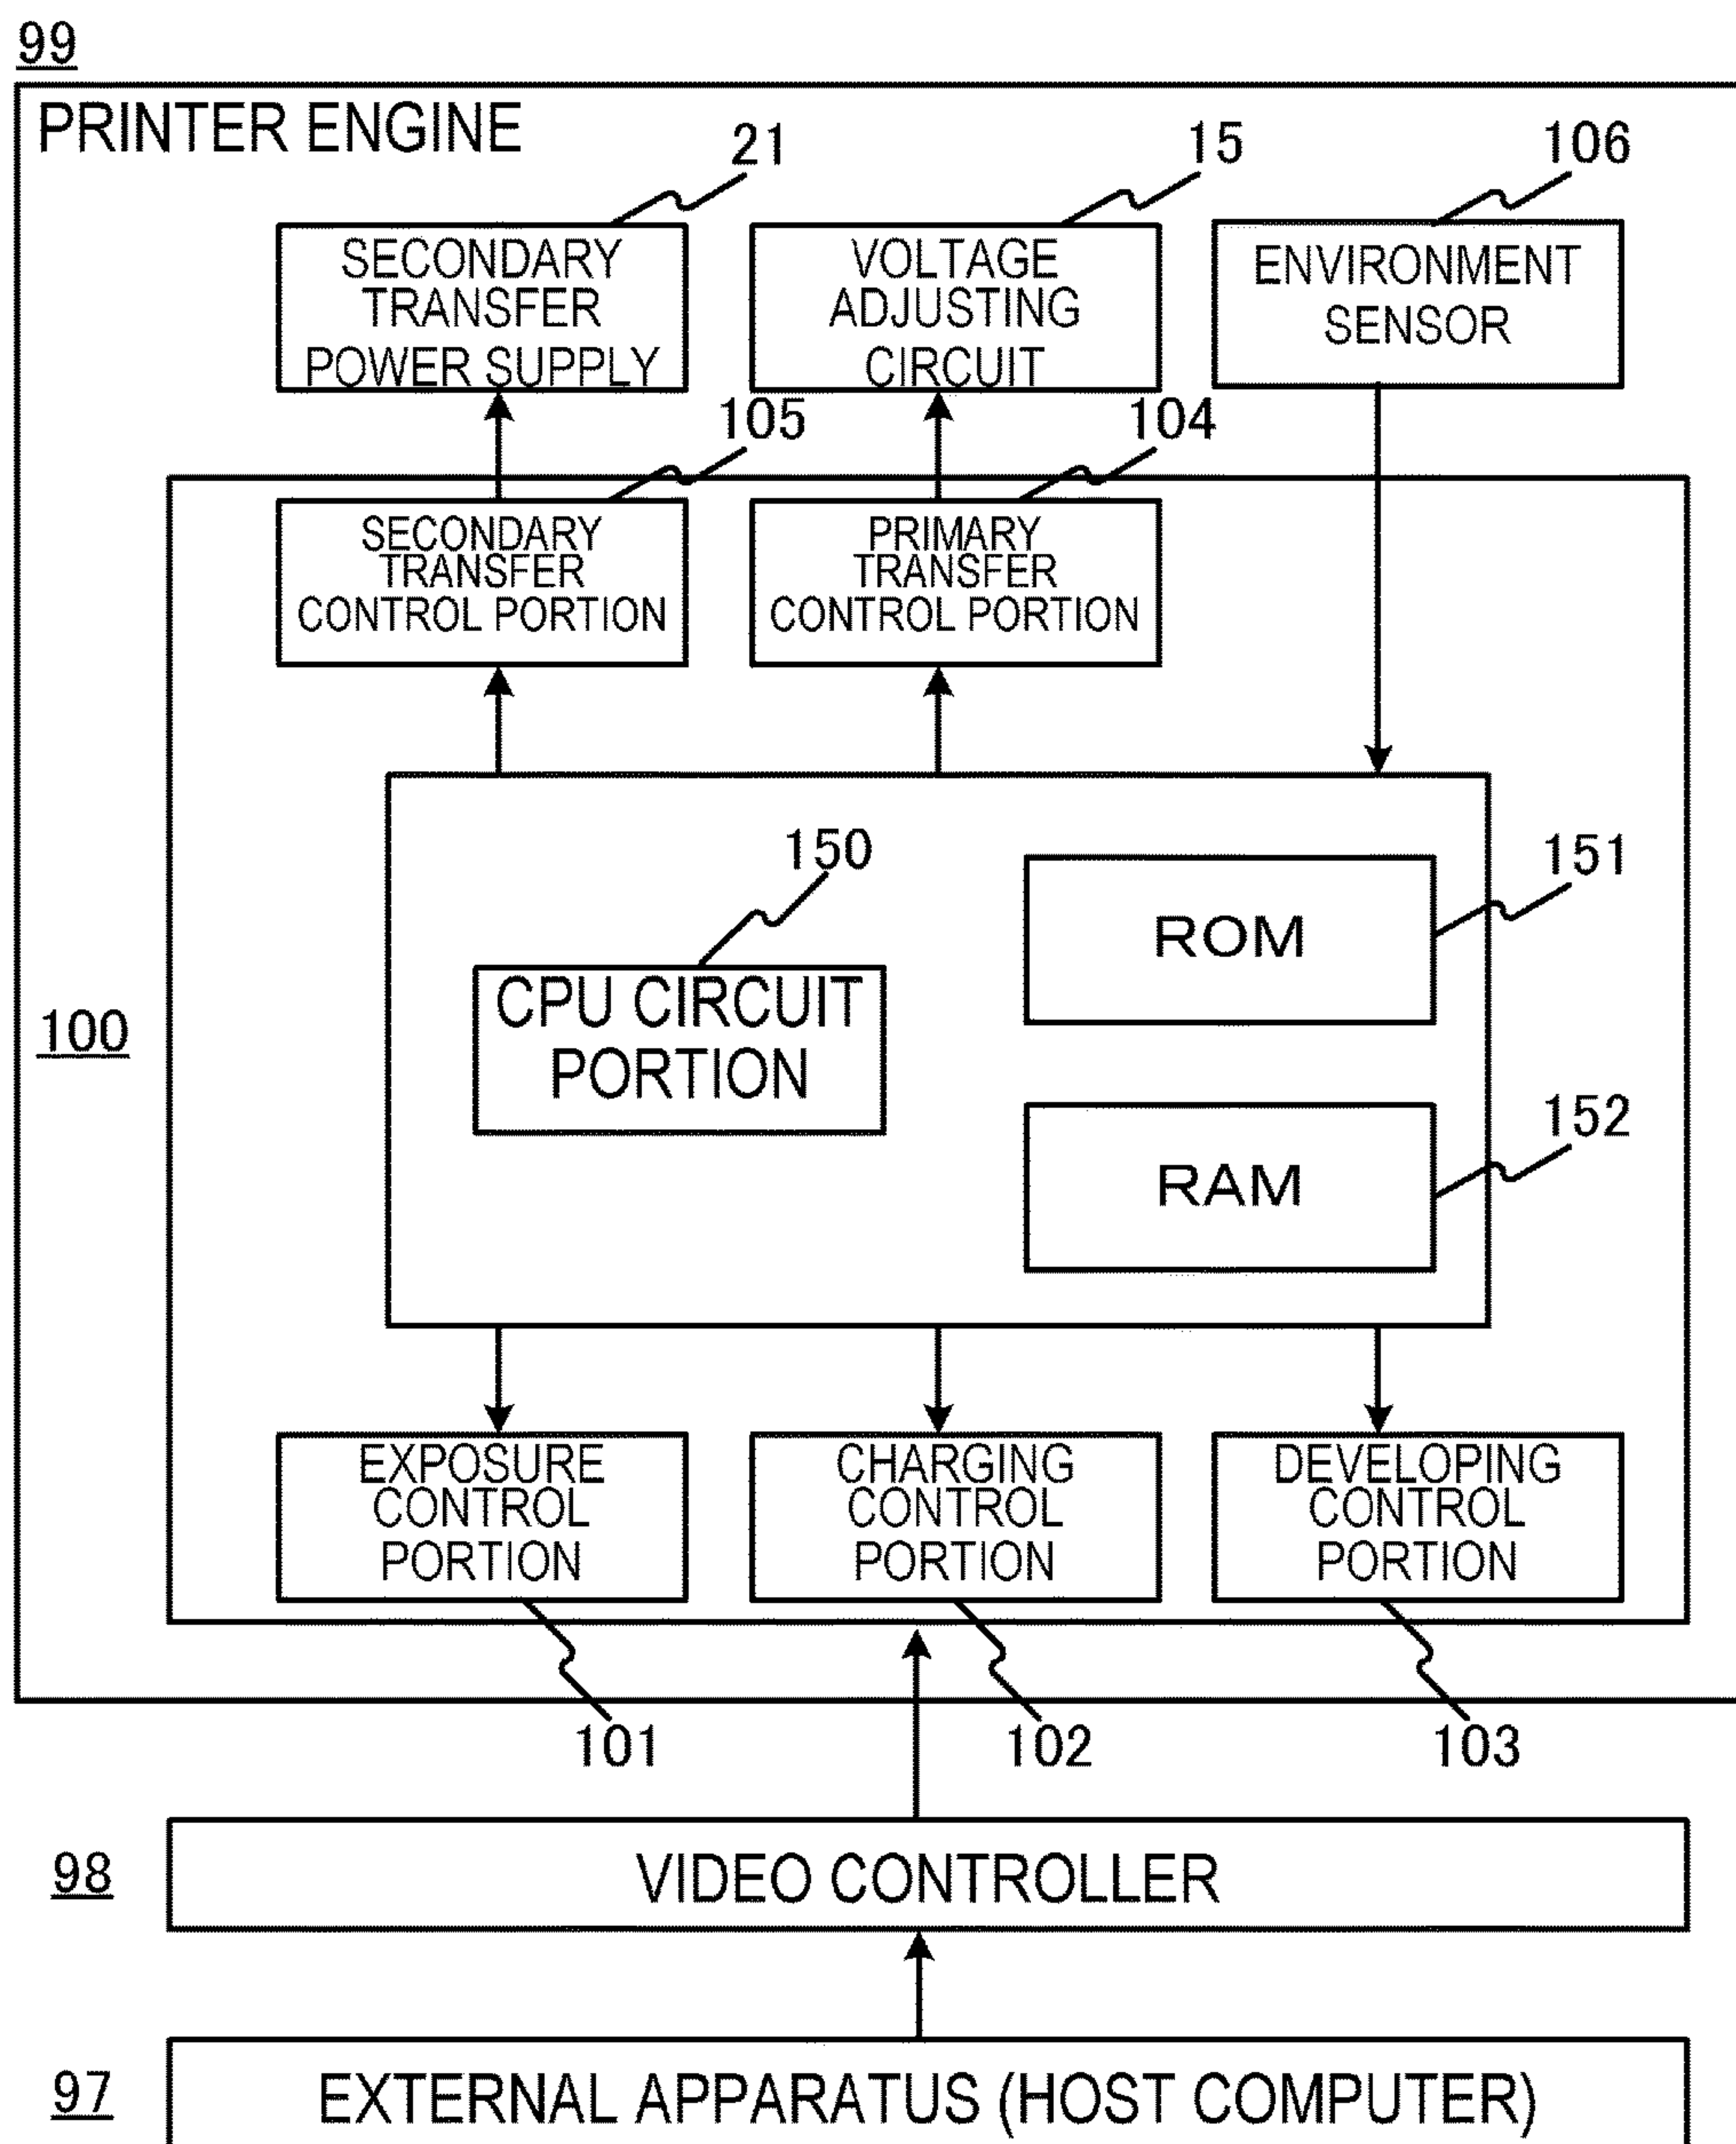 99
PRINTER ENGINE
21
15
106
SECONDARY
TRANSFER
POWER SUPPLY
VOLTAGE
ADJUSTING
CIRCUIT
ENVIRONMENT
SENSOR
105
104
SECONDARY
TRANSFER
CONTROL PORTION
PRIMARY
TRANSFER
CONTROL PORTION
150
151
CPU CIRCUIT
PORTION
ROM
100
152
RAM
EXPOSURE
CONTROL
PORTION
CHARGING
CONTROL
PORTION
DEVELOPING
CONTROL
PORTION
101
102
103
98
VIDEO CONTROLLER
97
EXTERNAL APPARATUS (HOST COMPUTER)